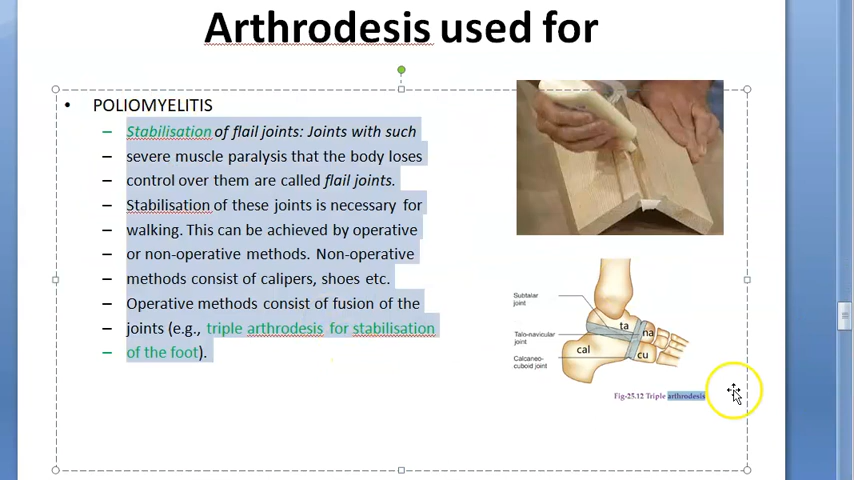 Arthrodesis used for
• POLIOMYELITIS
– Stabilisation of flail joints: Joints with such
– severe muscle paralysis that the body loses
– control over them are called flail joints.
– Stabilisation of these joints is necessary for
– walking. This can be achieved by operative
– or non-operative methods. Non-operative
– methods consist of calipers, shoes etc.
– Operative methods consist of fusion of the
– joints (e.g., triple arthrodesis for stabilisation
– of the foot).
Subtalar
joint
Talo-navicular
joint
Calcaneo-
cuboid joint
ta
na
cal
cu
Fig-25.12 Triple arthrodesis